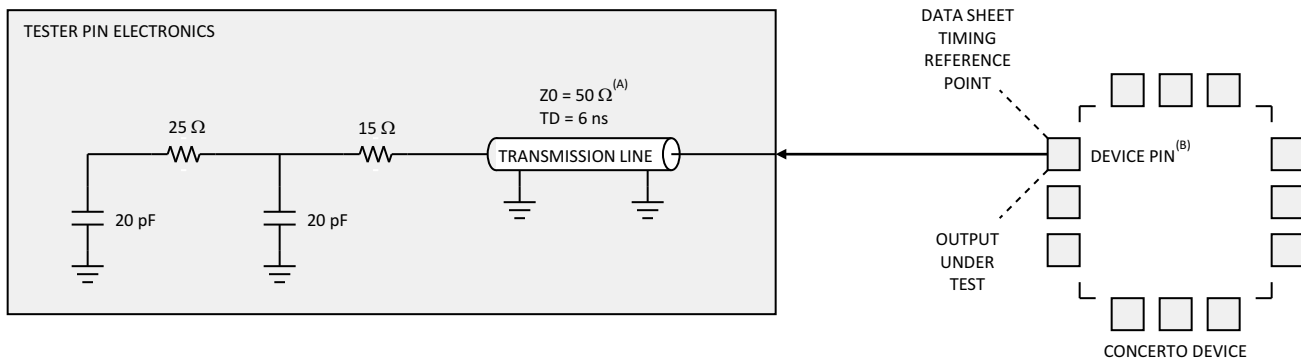 TESTER PIN ELECTRONICS
DATA SHEET
TIMING
REFERENCE
POINT
Z0 = 50 Ω(A)
TD = 6 ns
25 Ω
15 Ω
TRANSMISSION LINE
DEVICE PIN(B)
20 pF
20 pF
OUTPUT
UNDER
TEST
CONCERTO DEVICE